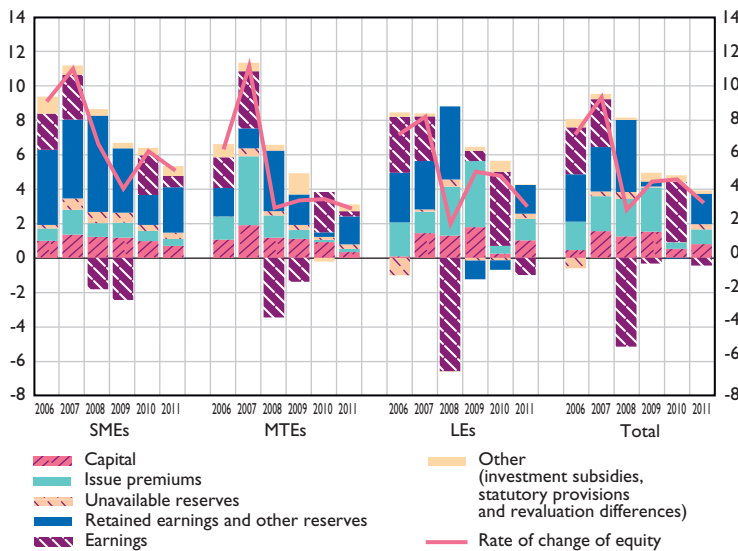 14 14
12 12
10 10
8 8
6 6
4 4
2 2
0 0
-2 -2
-4 -4
-6 -6
-8 -8
2006 2007 2008 2009 2010 2011 2006 2007 2008 2009 2010 2011 2006 2007 2008 2009 2010 2011 2006 2007 2008 2009 2010 2011
SMEs MTEs LEs Total
Capital
Issue premiums
Unavailable reserves
Retained earnings and other reserves
Earnings
Other
(investment subsidies,
statutory provisions
and revaluation differences)
Rate of change of equity